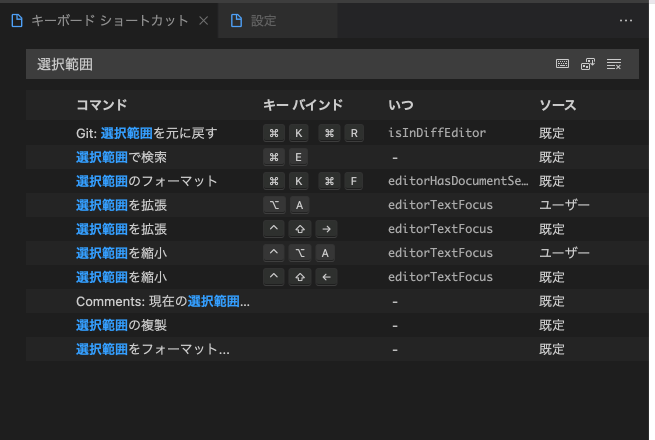 キーボード ショートカット × 設定 …
選択範囲
コマンド キー バインド いつ ソース
Git: 選択範囲を元に戻す ⌘ K ⌘ R isInDiffEditor 既定
選択範囲で検索 ⌘ E - 既定
選択範囲のフォーマット ⌘ K ⌘ F editorHasDocumentSe… 既定
選択範囲を拡張 ⌥ A editorTextFocus ユーザー
選択範囲を拡張 ^ ⇧ → editorTextFocus 既定
選択範囲を縮小 ^ ⌥ A editorTextFocus ユーザー
選択範囲を縮小 ^ ⇧ ← editorTextFocus 既定
Comments: 現在の選択範囲… - 既定
選択範囲の複製 - 既定
選択範囲をフォーマット... - 既定